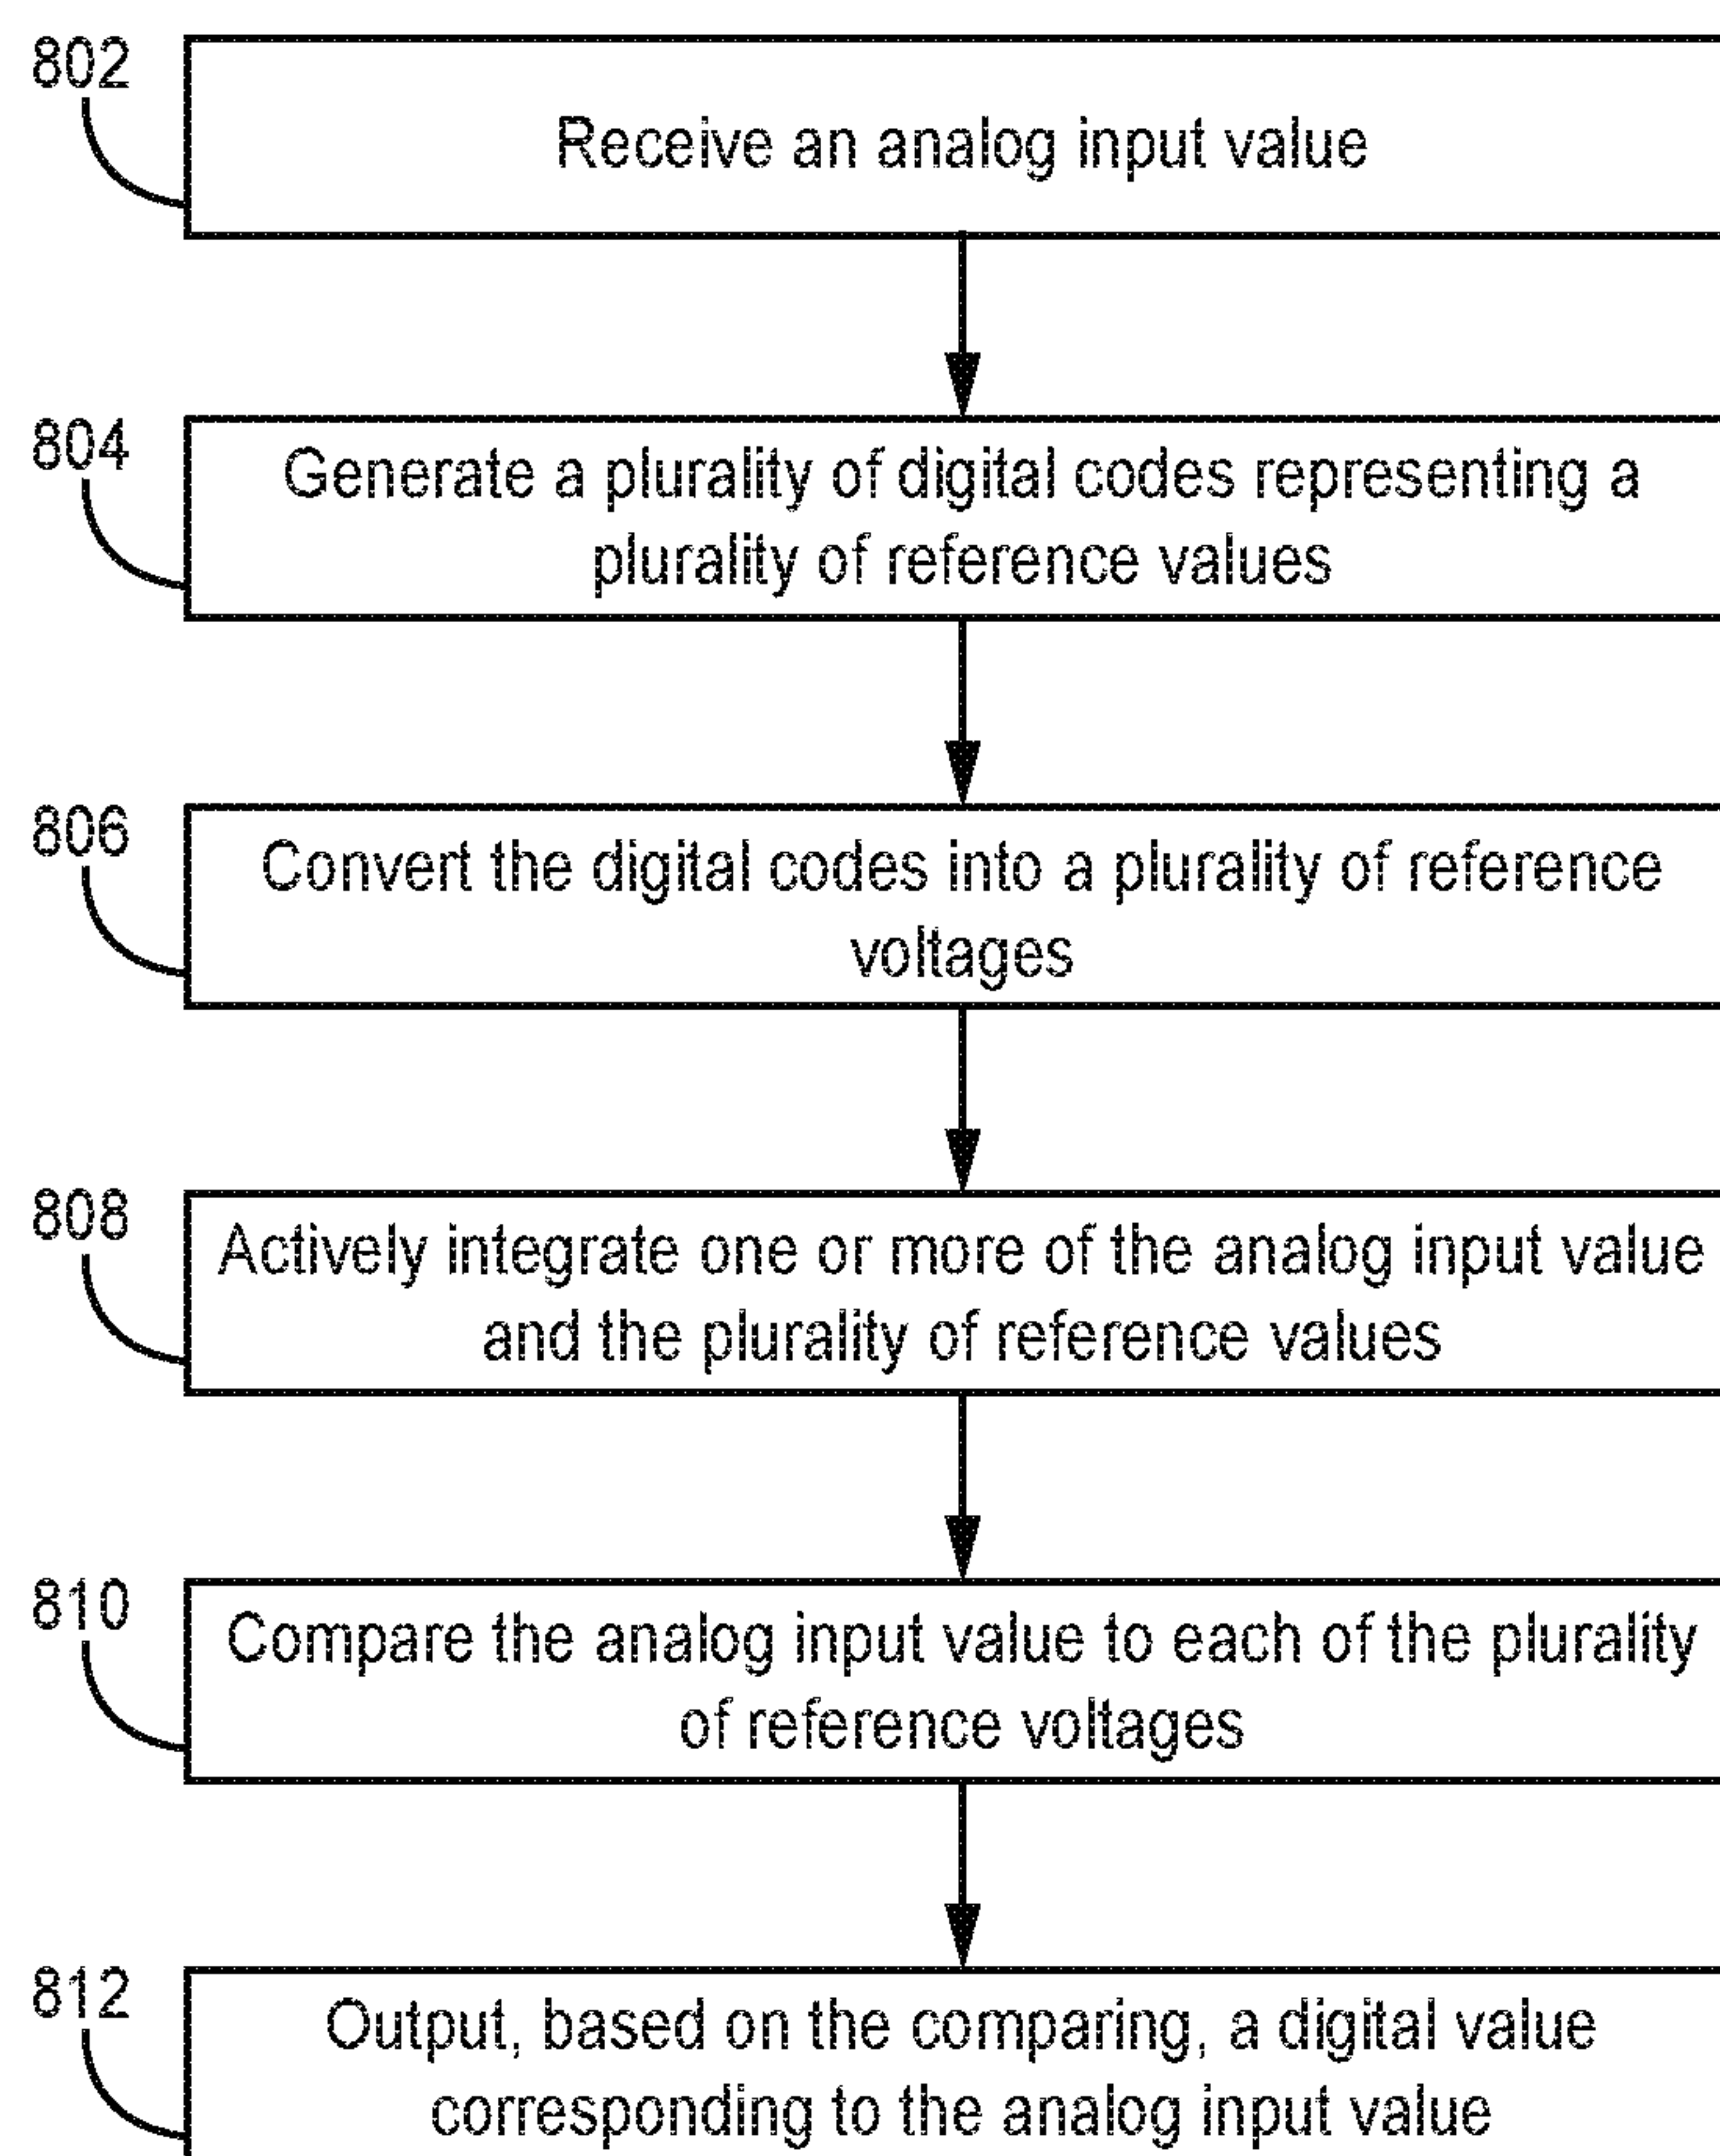 802
Receive an analog input value
804
Generate a plurality of digital codes representing a
plurality of reference values
806
Convert the digital codes into a plurality of reference
voltages
808
Actively integrate one or more of the analog input value
and the plurality of reference values
810
Compare the analog input value to each of the plurality
of reference voltages
812
Output, based on the comparing, a digital value
corresponding to the analog input value